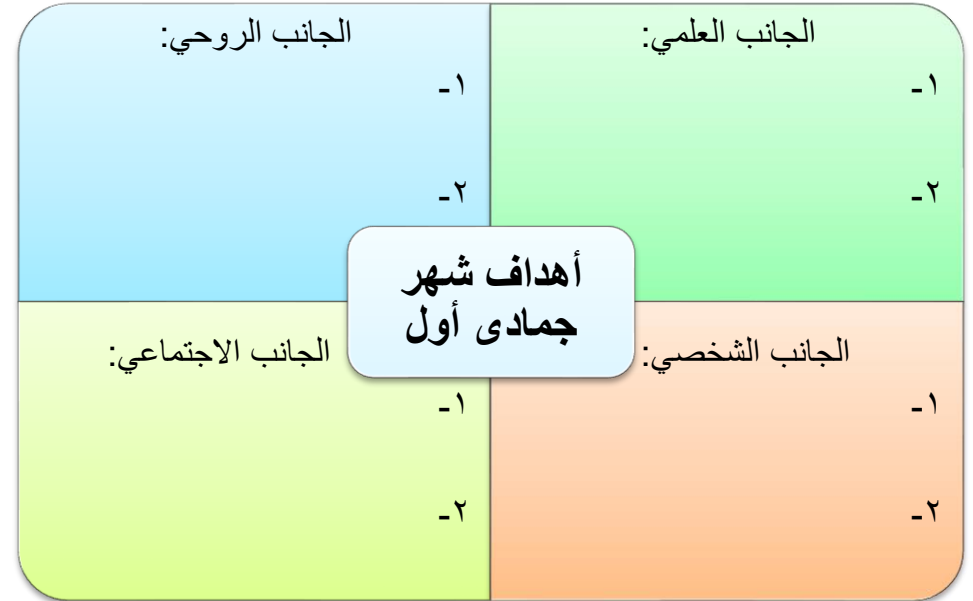 الجانب العلمي:
١-
٢-
الجانب الروحي:
١-
٢-
أهداف شهر
جمادى أول
الجانب الشخصي:
١-
٢-
الجانب الاجتماعي:
١-
٢-